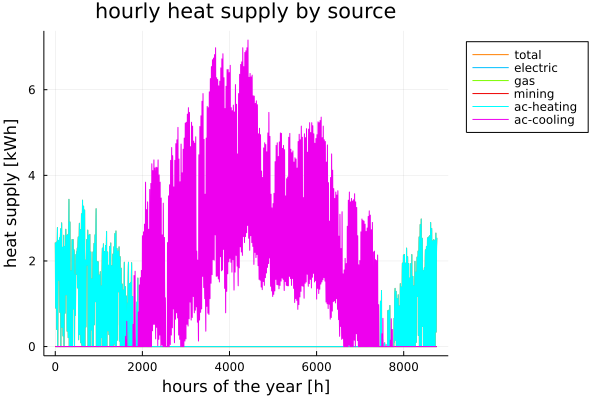 hourly heat supply by source
heat supply [kWh]
6
4
2
0
0
2000
4000
6000
8000
hours of the year [h]
total
electric
gas
mining
ac-heating
ac-cooling